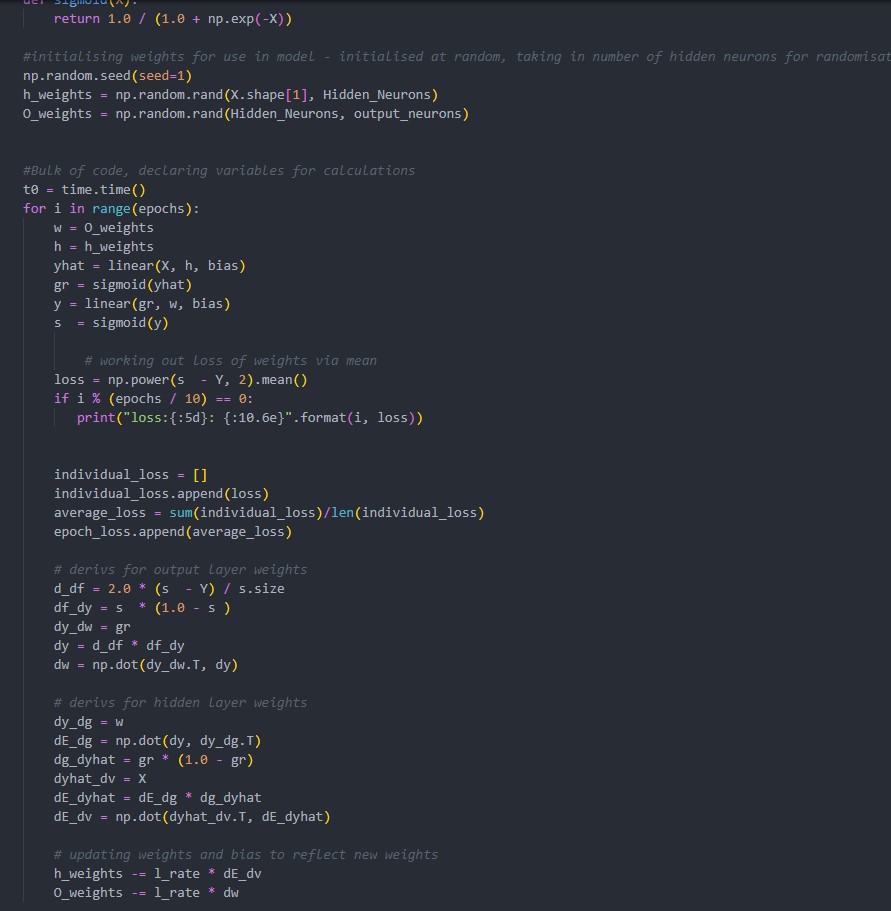 def sigmoid(X):
return 1.0 / (1.0 + np.exp(-X))
#initialising weights for use in model - initialised at random, taking in number of hidden neurons for randomisat
np.random.seed(seed=1)
h_weights = np.random.rand(X.shape[1], Hidden_Neurons)
O_weights = np.random.rand(Hidden_Neurons, output_neurons)
#Bulk of code, declaring variables for calculations
t0 = time.time()
for i in range(epochs):
w = O_weights
h = h_weights
yhat = linear(X, h, bias)
gr = sigmoid(yhat)
y = linear(gr, w, bias)
s  = sigmoid(y)
# working out loss of weights via mean
loss = np.power(s  - Y, 2).mean()
if i % (epochs / 10) == 0:
print("loss:{:5d}: {:10.6e}".format(i, loss))
individual_loss = []
individual_loss.append(loss)
average_loss = sum(individual_loss)/len(individual_loss)
epoch_loss.append(average_loss)
# derivs for output layer weights
d_df = 2.0 * (s  - Y) / s.size
df_dy = s  * (1.0 - s )
dy_dw = gr
dy = d_df * df_dy
dw = np.dot(dy_dw.T, dy)
# derivs for hidden layer weights
dy_dg = w
dE_dg = np.dot(dy, dy_dg.T)
dg_dyhat = gr * (1.0 - gr)
dyhat_dv = X
dE_dyhat = dE_dg * dg_dyhat
dE_dv = np.dot(dyhat_dv.T, dE_dyhat)
# updating weights and bias to reflect new weights
h_weights -= l_rate * dE_dv
O_weights -= l_rate * dw